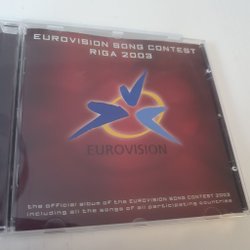 EUROVISION SONG CONTEST
RIGA 2003
EUROVISION
the official album of the EUROVISION SONG CONTEST 2003
including all the songs of all participating countries